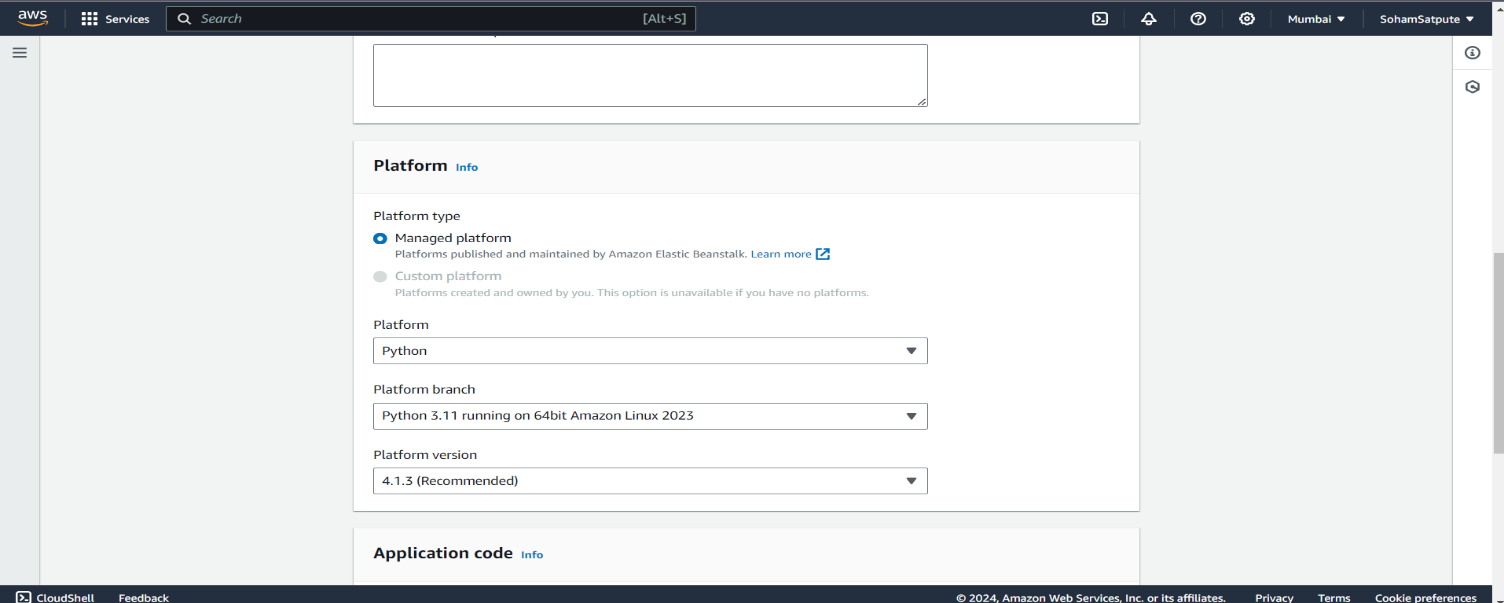 aws
Services
Search
[Alt+S]
Mumbai
SohamSatpute
Platform Info
Platform type
Managed platform
Platforms published and maintained by Amazon Elastic Beanstalk. Learn more
Custom platform
Platforms created and owned by you. This option is unavailable if you have no platforms.
Platform
Python
Platform branch
Python 3.11 running on 64bit Amazon Linux 2023
Platform version
4.1.3 (Recommended)
Application code Info
CloudShell
Feedback
© 2024, Amazon Web Services, Inc. or its affiliates.
Privacy
Terms
Cookie preferences